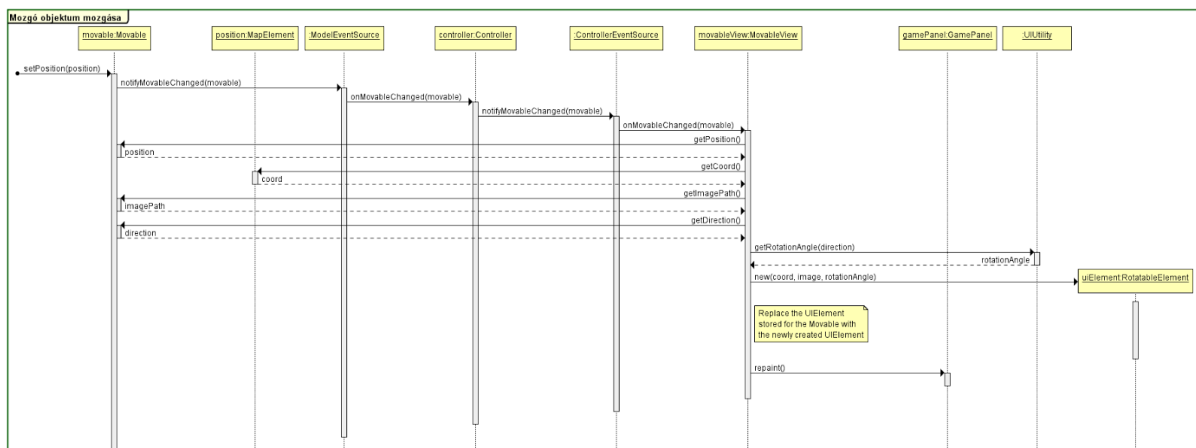 Mozgó objektum mozgása
movable:Movable
position:MapElement
:ModelEventSource
controller:Controller
:ControllerEventSource
movableView:MovableView
gamePanel:GamePanel
:UIUtility
setPosition(position)
notifyMovableChanged(movable)
onMovableChanged(movable)
notifyMovableChanged(movable)
onMovableChanged(movable)
getPosition()
position
getCoord()
coord
getImagePath()
imagePath
getDirection()
direction
getRotationAngle(direction)
rotationAngle
new(coord, image, rotationAngle)
uiElement:RotatableElement
Replace the UIElement
stored for the Movable with
the newly created UIElement
repaint()